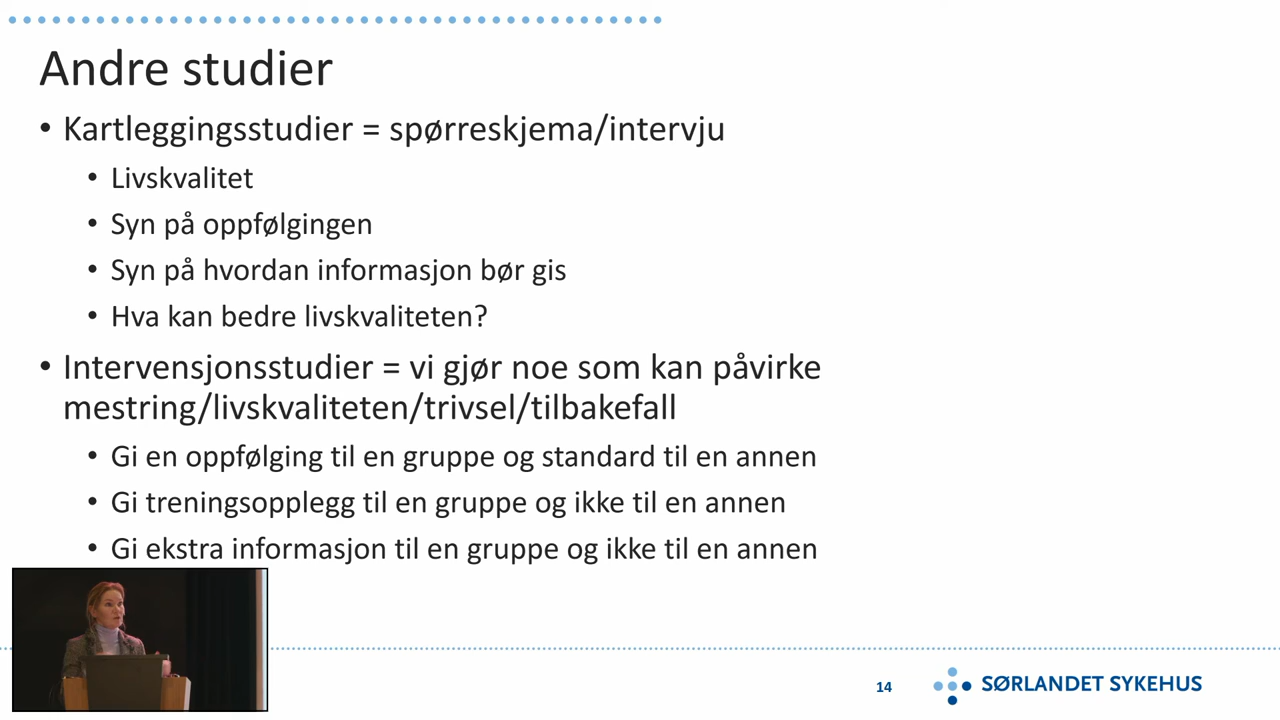 Andre studier
• Kartleggingsstudier = spørreskjema/intervju
• Livskvalitet
• Syn på oppfølgingen
• Syn på hvordan informasjon bør gis
• Hva kan bedre livskvaliteten?
• Intervensjonsstudier = vi gjør noe som kan påvirke
mestring/livskvaliteten/trivsel/tilbakefall
• Gi en oppfølging til en gruppe og standard til en annen
• Gi treningsopplegg til en gruppe og ikke til en annen
• Gi ekstra informasjon til en gruppe og ikke til en annen
14
SØRLANDET SYKEHUS